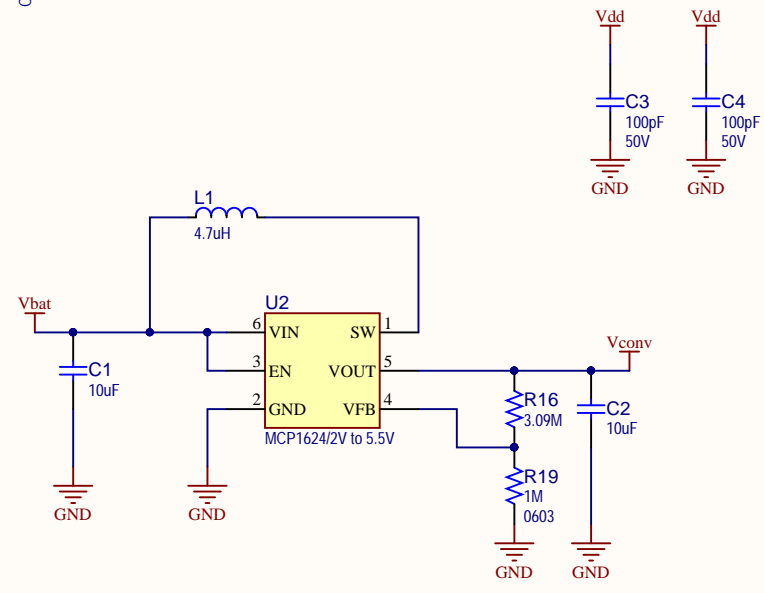 Vdd
Vdd
C3
100pF
50V
C4
100pF
50V
GND
GND
L1
4.7uH
Vbat
U2
6 VIN
SW 1
3 EN
VOUT 5
2 GND
VFB 4
MCP1624/2V to 5.5V
C1
10uF
Vconv
R16
3.09M
C2
10uF
R19
1M
0603
GND
GND
GND
GND